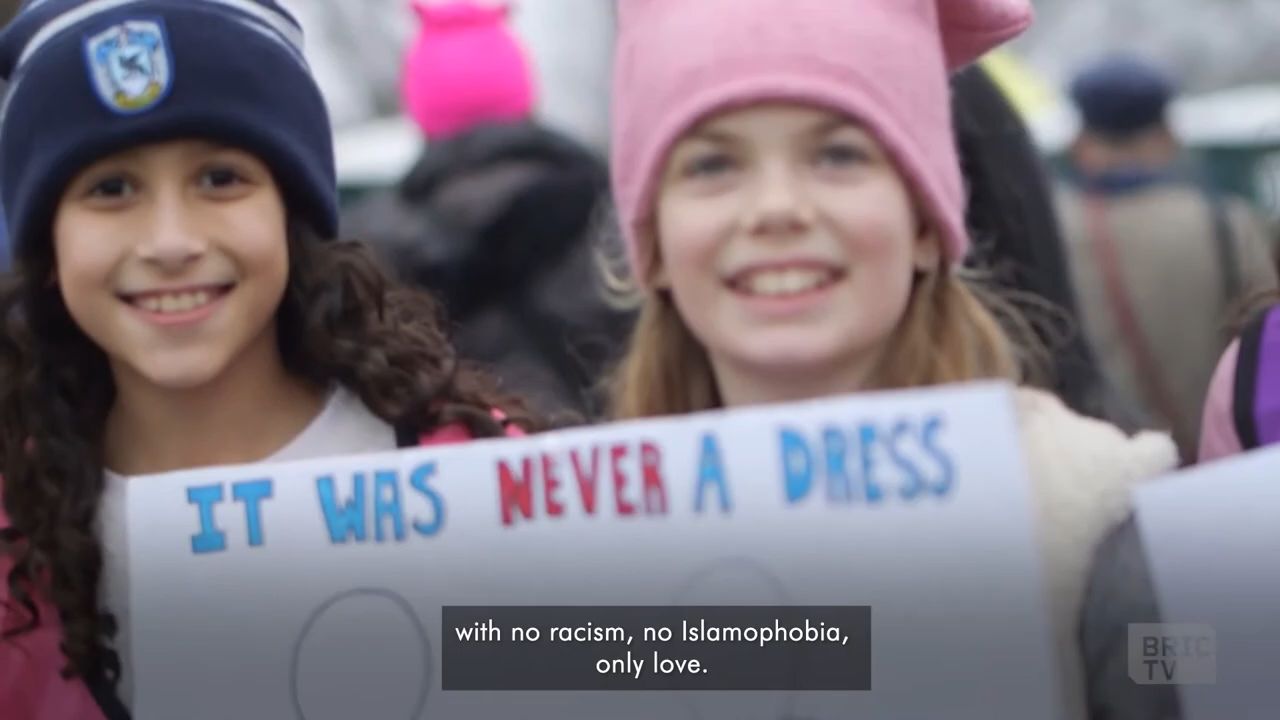 IT WAS NEVER A DRESS
with no racism, no Islamophobia,
only love.
BRIC
TV